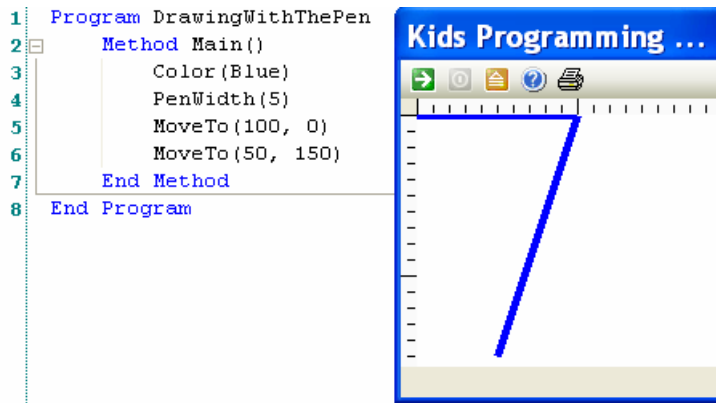 1 Program DrawingWithThePen
2 Method Main()
3 Color(Blue)
4 PenWidth(5)
5 MoveTo(100, 0)
6 MoveTo(50, 150)
7 End Method
8 End Program
Kids Programming ...